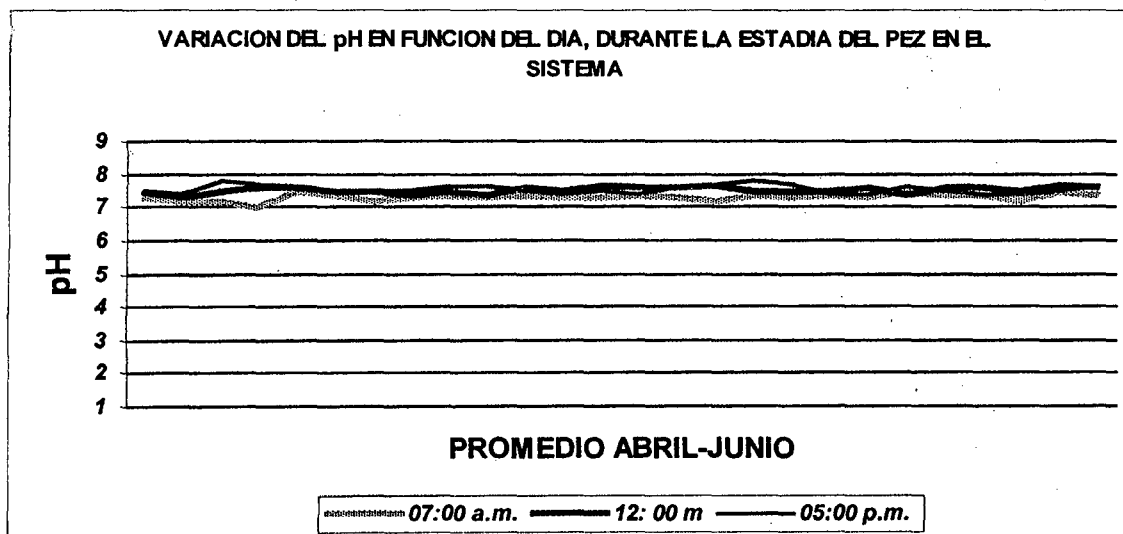 VARIACION DEL pH EN FUNCION DEL DIA, DURANTE LA ESTADIA DEL PEZ EN EL
SISTEMA
9
8
7
6
5
4
3
2
1
pH
PROMEDIO ABRIL-JUNIO
07:00 a.m. 12: 00 m 05:00 p.m.